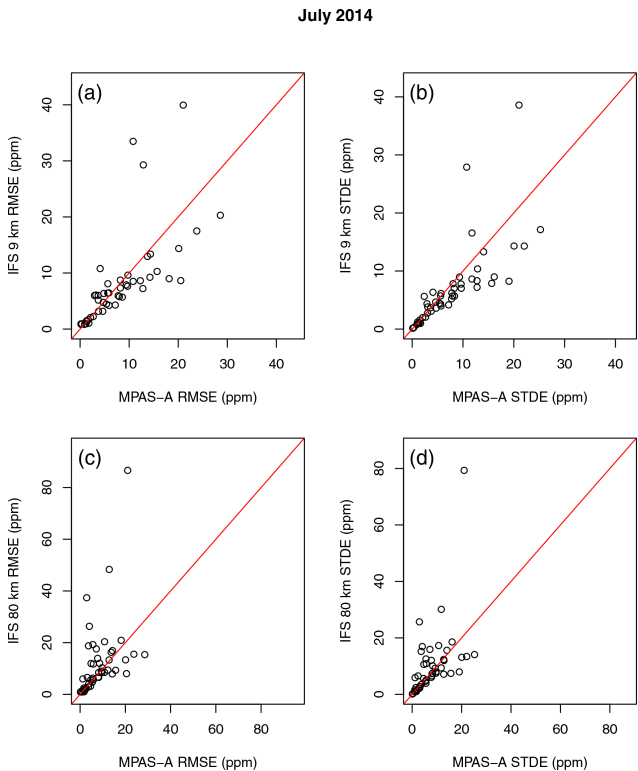 July 2014
(a)
IFS 9 km RMSE (ppm)
40
30
20
10
0
0 10 20 30 40
MPAS−A RMSE (ppm)
(b)
IFS 9 km STDE (ppm)
40
30
20
10
0
0 10 20 30 40
MPAS−A STDE (ppm)
(c)
IFS 80 km RMSE (ppm)
80
60
40
20
0
0 20 40 60 80
MPAS−A RMSE (ppm)
(d)
IFS 80 km STDE (ppm)
80
60
40
20
0
0 20 40 60 80
MPAS−A STDE (ppm)